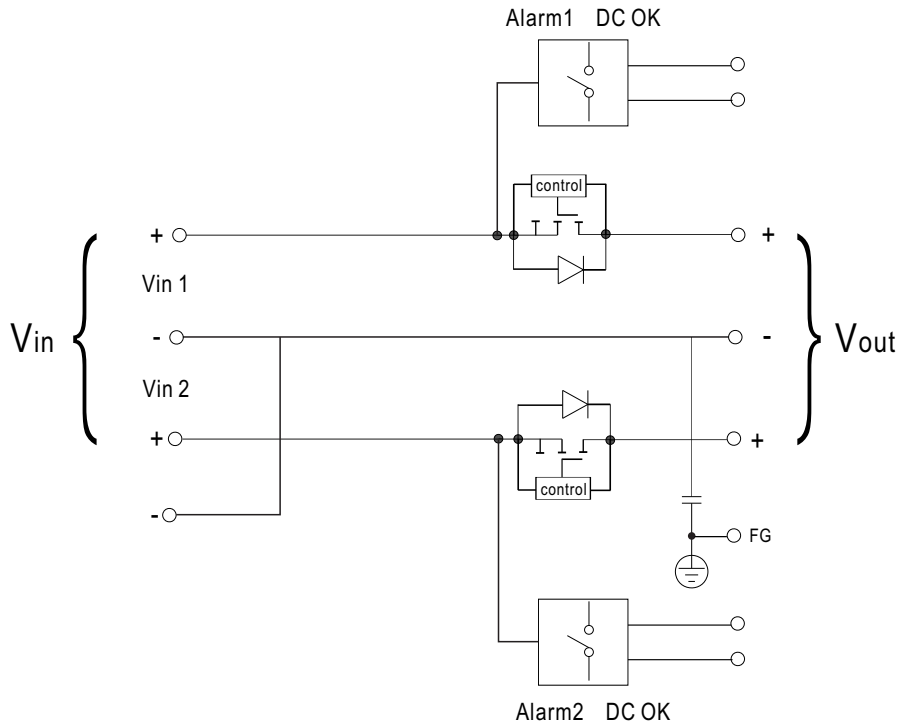 Alarm1 DC OK
control
+ +
Vin 1
Vin Vout
- -
Vin 2
+ +
control
-
FG
Alarm2 DC OK